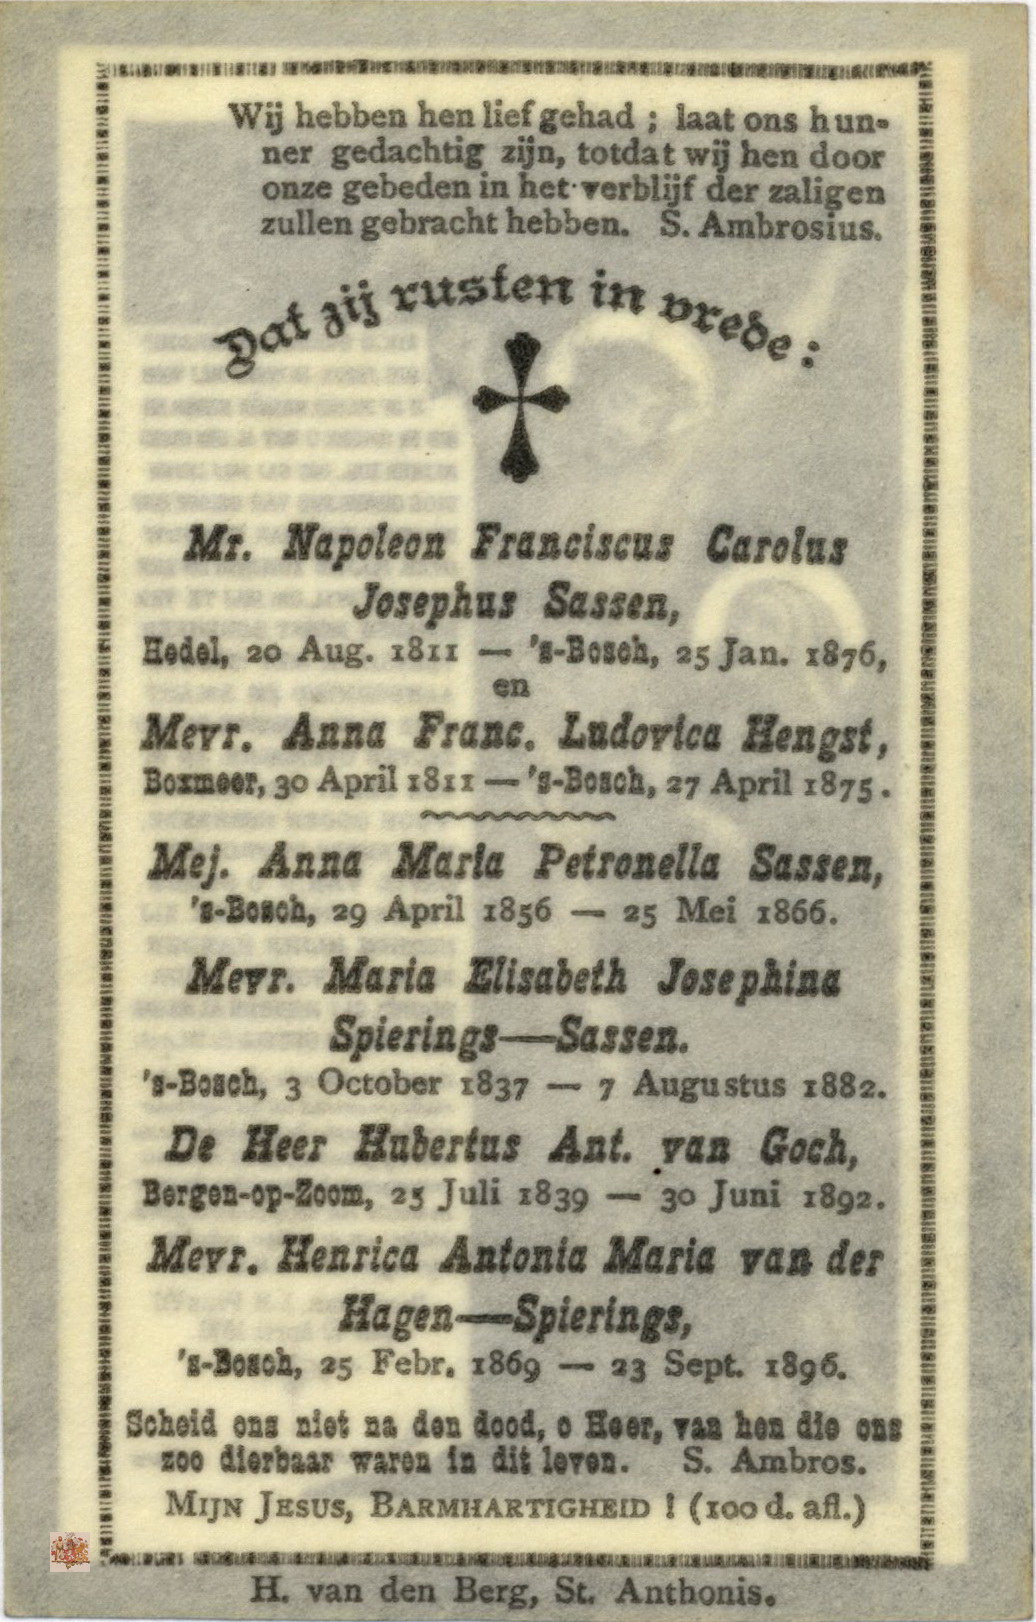 Wij hebben hen lief gehad ; laat ons hun-
ner gedachtig zijn, totdat wij hen door
onze gebeden in het verblijf der zaligen
zullen gebracht hebben. S. Ambrosius.
Dat zij rusten in vrede :
Mr. Napoleon Franciscus Carolus
Josephus Sassen,
Hedel, 20 Aug. 1811 — 's-Bosch, 25 Jan. 1876,
en
Mevr. Anna Franc. Ludovica Hengst,
Boxmeer, 30 April 1811 — 's-Bosch, 27 April 1875.
Mej. Anna Maria Petronella Sassen,
's-Bosch, 29 April 1856 — 25 Mei 1866.
Mevr. Maria Elisabeth Josephina
Spierings—Sassen.
's-Bosch, 3 October 1837 — 7 Augustus 1882.
De Heer Hubertus Ant. van Goch,
Bergen-op-Zoom, 25 Juli 1839 — 30 Juni 1892.
Mevr. Henrica Antonia Maria van der
Hagen—Spierings,
's-Bosch, 25 Febr. 1869 — 23 Sept. 1896.
Scheid ons niet na den dood, o Heer, van hen die ons
zoo dierbaar waren in dit leven. S. Ambros.
MIJN JESUS, BARMHARTIGHEID ! (100 d. afl.)
H. van den Berg, St. Anthonis.